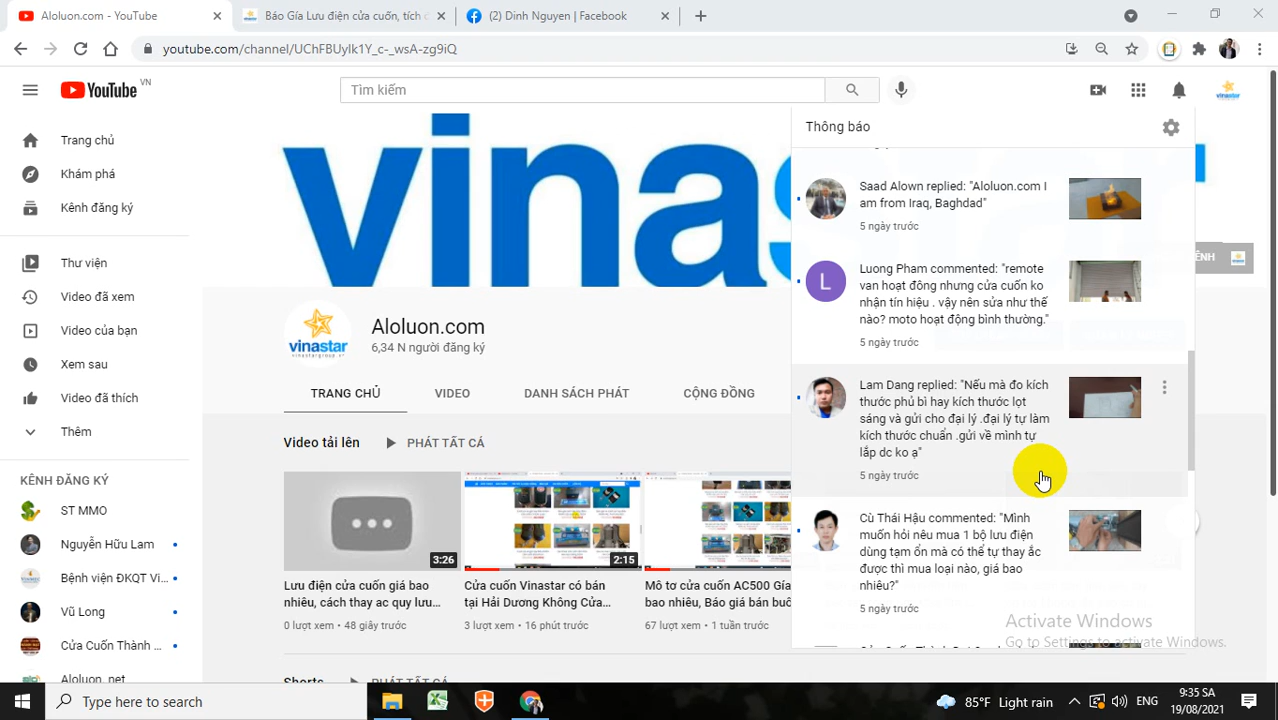 Aloluon.com - YouTube
Báo Gía Lưu điện cửa cuốn, tích c
(2) Dinh Nguyen | Facebook
youtube.com/channel/UChFBUylk1Y_c-_wsA-zg9iQ
YouTube VN
Tìm kiếm
Thông báo
Trang chủ
Khám phá
Kênh đăng ký
Thư viện
Video đã xem
Video của bạn
Xem sau
Video đã thích
Thêm
KÊNH ĐĂNG KÝ
ST MMO
Nguyễn Hữu Lam
Bệnh viện ĐKQT Vi...
Vũ Long
Cửa Cuốn Thành ...
Aloluon. net
vinas
vinastar
vinastargroup.vn
Aloluon.com
6,34 N người đăng ký
TRANG CHỦ
VIDEO
DANH SÁCH PHÁT
CỘNG ĐỒNG
Video tải lên
PHÁT TẤT CẢ
3:26
2:15
Lưu điện cửa cuốn giá bao
nhiêu, cách thay ac quy lưu...
0 lượt xem • 48 giây trước
Cửa cuốn Vinastar có bán
tại Hải Dương Không Cửa...
3 lượt xem • 16 phút trước
Mô tơ cửa cuốn AC500 Gía
bao nhiêu, Báo giá bán buô
67 lượt xem • 1 tuần trước
Shorts
PHÁT TẤT CẢ
Saad Alown replied: "Aloluon.com I
am from Iraq, Baghdad"
5 ngày trước
Luong Pham commented: "remote
van hoạt đông nhưng cửa cuốn ko
nhận tín hiệu . vậy nên sửa như thế
nào? moto hoạt động bình thường."
5 ngày trước
Lam Dang replied: "Nếu mà đo kích
thước phủ bì hay kích thước lọt
sáng và gửi cho đại lý .đại lý tự làm
kích thước chuẩn .gửi về mình tự
lắp dc ko ạ"
5 ngày trước
Cù Thái Hậu commented: "Mình
muốn hỏi nêu mua 1 bộ lưu điện
dùng tạm ổn mà có thể tự thay ắc
được thì mua loại nào, giá bao
nhiêu?"
5 ngày trước
Activate Windows
Go to Settings to activate Windows.
Type here to search
85°F Light rain
ENG
9:35 SA
19/08/2021